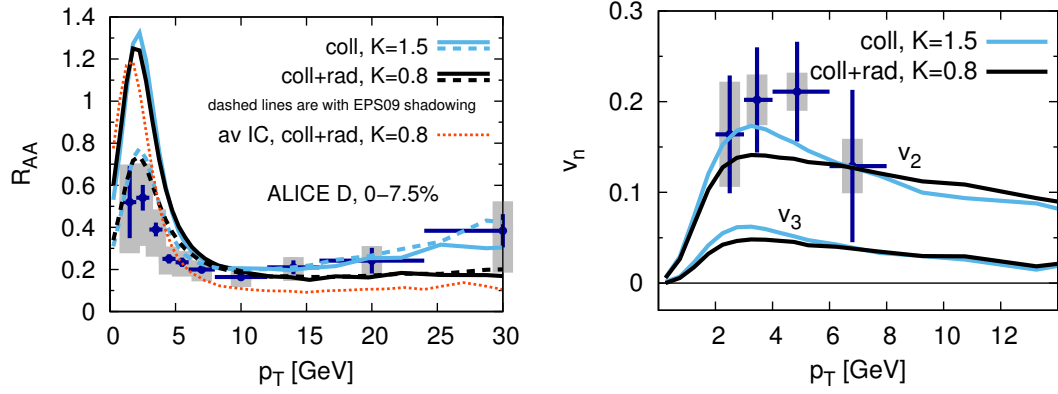 R_AA
1.4
1.2
1
0.8
0.6
0.4
0.2
0
0 5 10 15 20 25 30
p_T [GeV]
coll, K=1.5
coll+rad, K=0.8
dashed lines are with EPS09 shadowing
av IC, coll+rad, K=0.8
ALICE D, 0−7.5%
v_n
0.3
0.2
0.1
0
2 4 6 8 10 12
p_T [GeV]
coll, K=1.5
coll+rad, K=0.8
v_2
v_3